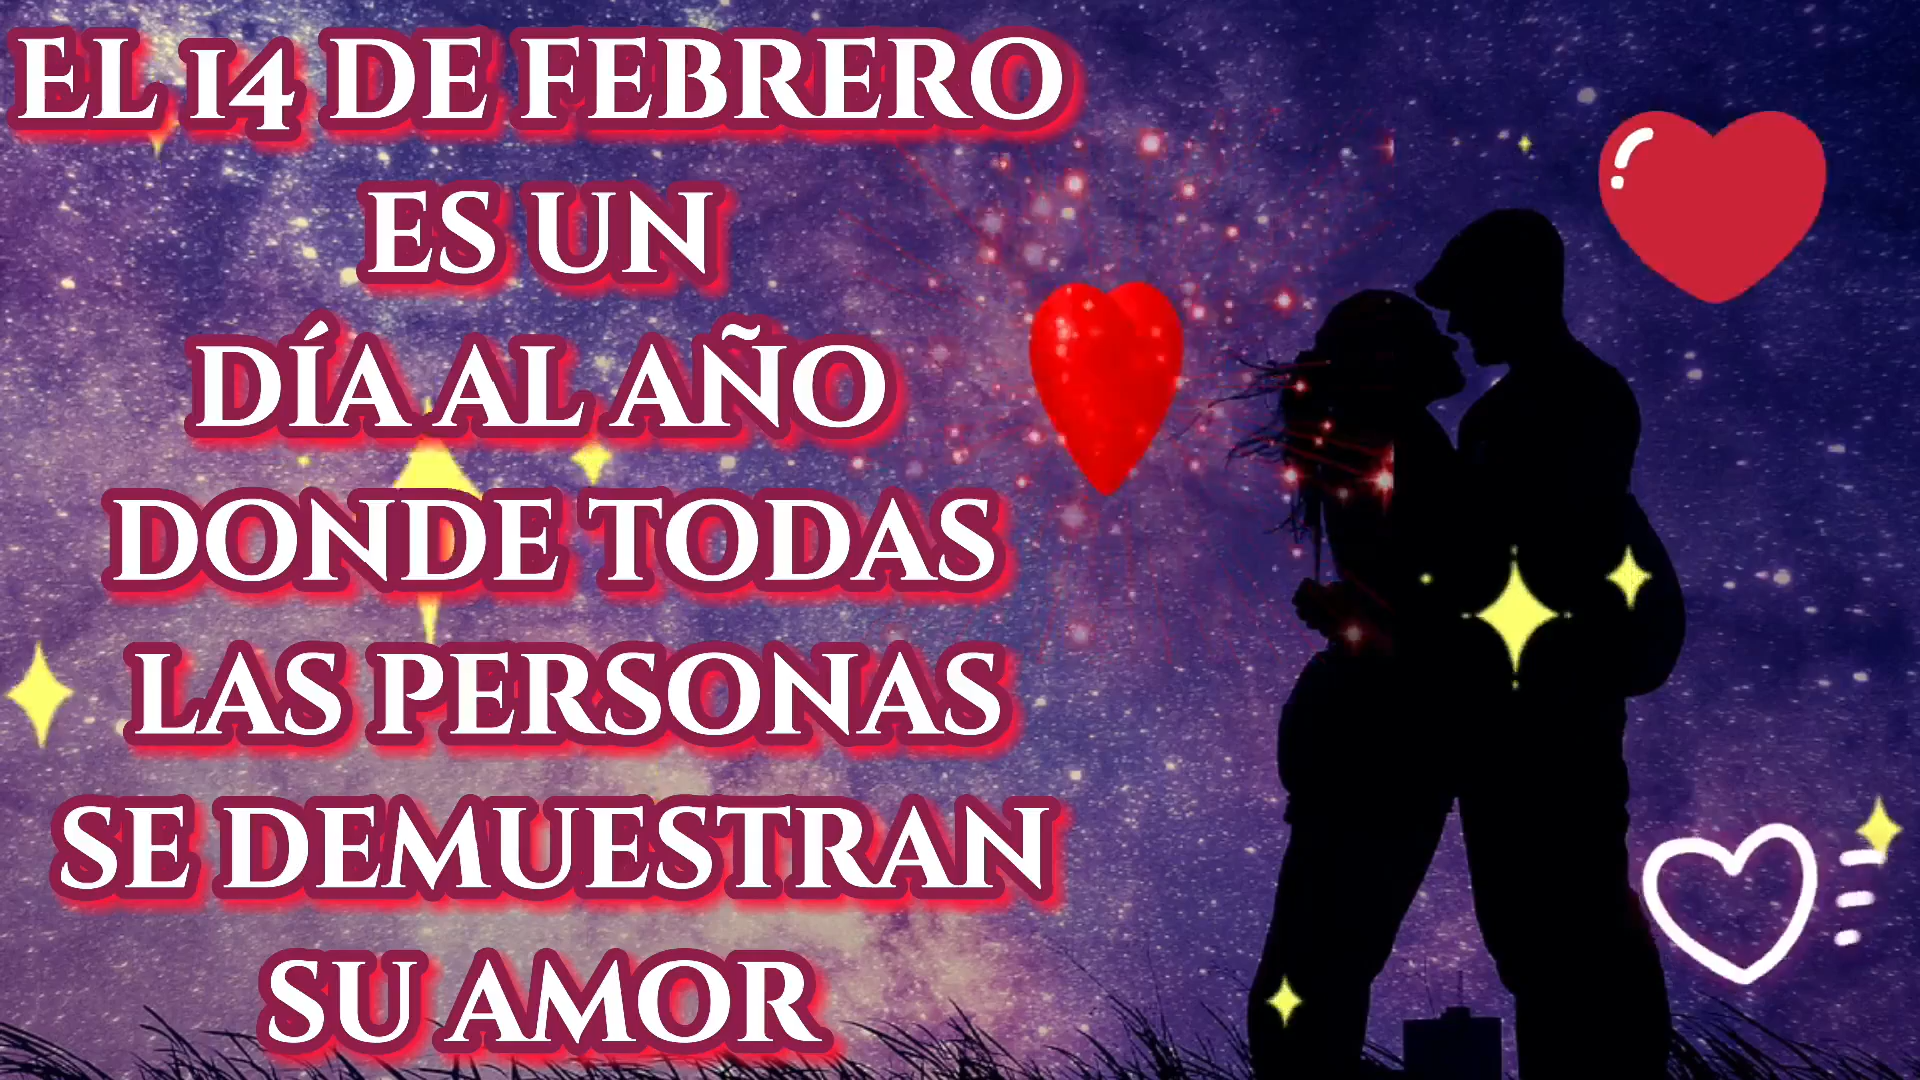 EL 14 DE FEBRERO
ES UN
DÍA AL AÑO
DONDE TODAS
LAS PERSONAS
SE DEMUESTRAN
SU AMOR